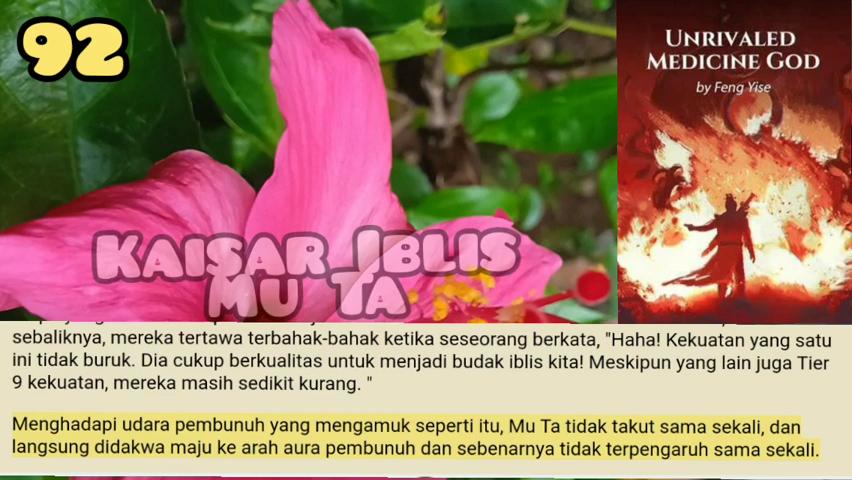 92
UNRIVALED
MEDICINE GOD
by Feng Yise
KAISAR IBLIS
MU TA
sebaliknya, mereka tertawa terbahak-bahak ketika seseorang berkata, "Haha! Kekuatan yang satu
ini tidak buruk. Dia cukup berkualitas untuk menjadi budak iblis kita! Meskipun yang lain juga Tier
9 kekuatan, mereka masih sedikit kurang. "
Menghadapi udara pembunuh yang mengamuk seperti itu, Mu Ta tidak takut sama sekali, dan
langsung didakwa maju ke arah aura pembunuh dan sebenarnya tidak terpengaruh sama sekali.